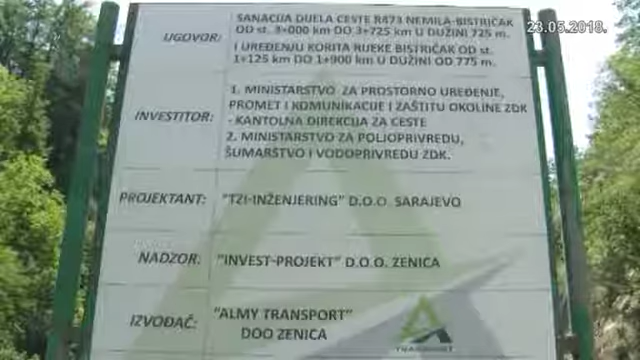 SANACIJA DIJELA CESTE R473 NEMILA-BISTRIČAK
23.05.2018.
UGOVOR: OD st. 3+000 km DO 3+725 km U DUŽINI 725 m.
I UREĐENJU KORITA RIJEKE BISTRIČAK OD st.
1+125 km DO 1+900 km U DUŽINI OD 775 m.
1. MINISTARSTVO ZA PROSTORNO UREĐENJE,
PROMET I KOMUNIKACIJE I ZAŠTITU OKOLINE ZDK
INVESTITOR: - KANTOLNA DIREKCIJA ZA CESTE
2. MINISTARSTVO ZA POLJOPRIVREDU,
ŠUMARSTVO I VODOPRIVREDU ZDK.
PROJEKTANT: "TZI-INŽENJERING" D.O.O. SARAJEVO
NADZOR: "INVEST-PROJEKT" D.O.O. ZENICA
IZVOĐAČ: "ALMY TRANSPORT"
DOO ZENICA
TRANSPORT